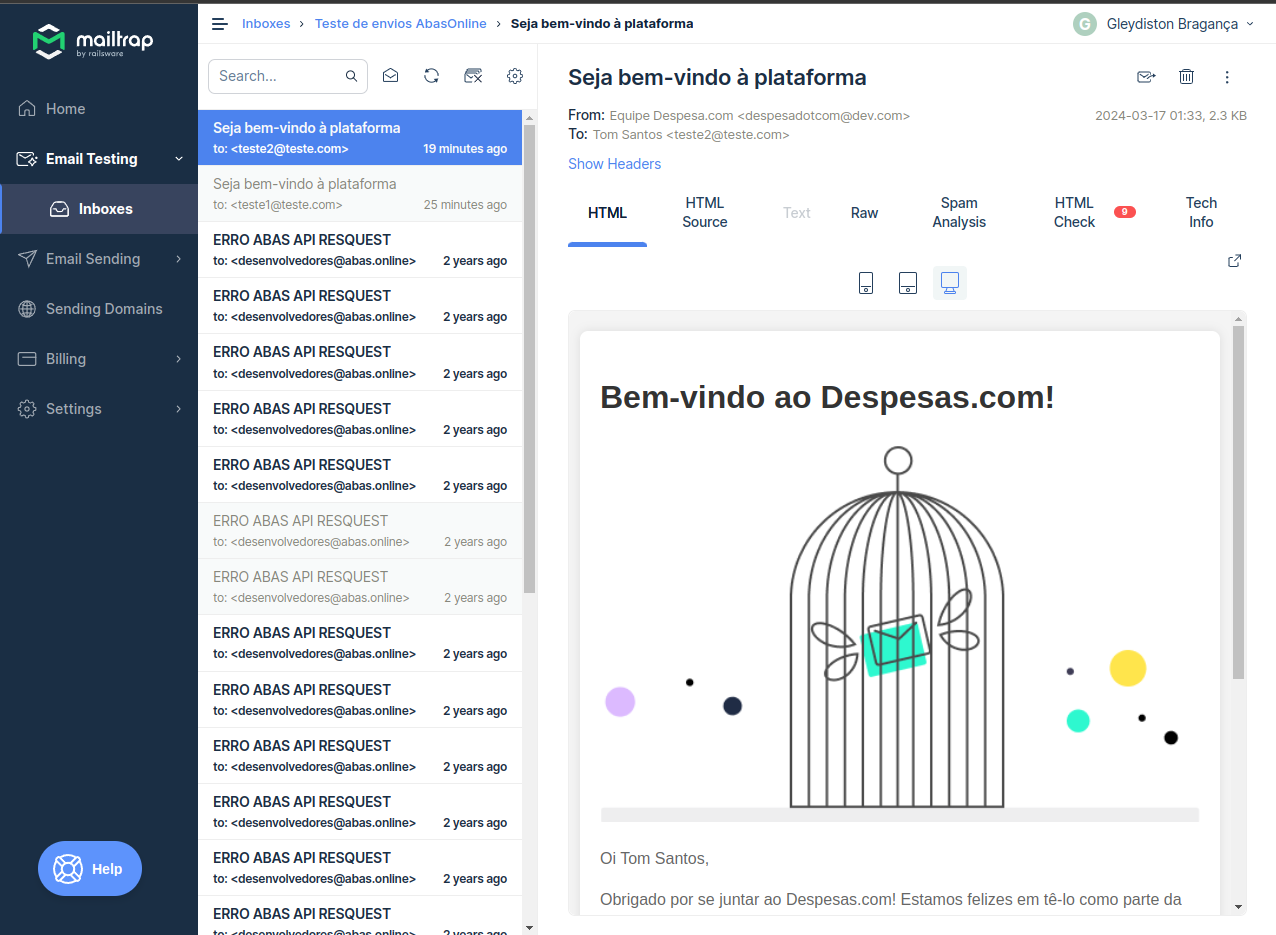 mailtrap
by railsware
Home
Email Testing
Inboxes
Email Sending
Sending Domains
Billing
Settings
Help
Inboxes › Teste de envios AbasOnline › Seja bem-vindo à plataforma
G Gleydiston Bragança
Search...
Seja bem-vindo à plataforma
to: <teste2@teste.com> 19 minutes ago
Seja bem-vindo à plataforma
to: <teste1@teste.com> 25 minutes ago
ERRO ABAS API RESQUEST
to: <desenvolvedores@abas.online> 2 years ago
ERRO ABAS API RESQUEST
to: <desenvolvedores@abas.online> 2 years ago
ERRO ABAS API RESQUEST
to: <desenvolvedores@abas.online> 2 years ago
ERRO ABAS API RESQUEST
to: <desenvolvedores@abas.online> 2 years ago
ERRO ABAS API RESQUEST
to: <desenvolvedores@abas.online> 2 years ago
ERRO ABAS API RESQUEST
to: <desenvolvedores@abas.online> 2 years ago
ERRO ABAS API RESQUEST
to: <desenvolvedores@abas.online> 2 years ago
ERRO ABAS API RESQUEST
to: <desenvolvedores@abas.online> 2 years ago
ERRO ABAS API RESQUEST
to: <desenvolvedores@abas.online> 2 years ago
ERRO ABAS API RESQUEST
to: <desenvolvedores@abas.online> 2 years ago
ERRO ABAS API RESQUEST
to: <desenvolvedores@abas.online> 2 years ago
ERRO ABAS API RESQUEST
to: <desenvolvedores@abas.online> 2 years ago
ERRO ABAS API RESQUEST
to: <desenvolvedores@abas.online> 2 years ago
Seja bem-vindo à plataforma
From: Equipe Despesa.com <despesadotcom@dev.com> 2024-03-17 01:33, 2.3 KB
To: Tom Santos <teste2@teste.com>
Show Headers
HTML
HTML
Source
Text
Raw
Spam
Analysis
HTML
Check
9
Tech
Info
Bem-vindo ao Despesas.com!
Oi Tom Santos,
Obrigado por se juntar ao Despesas.com! Estamos felizes em tê-lo como parte da